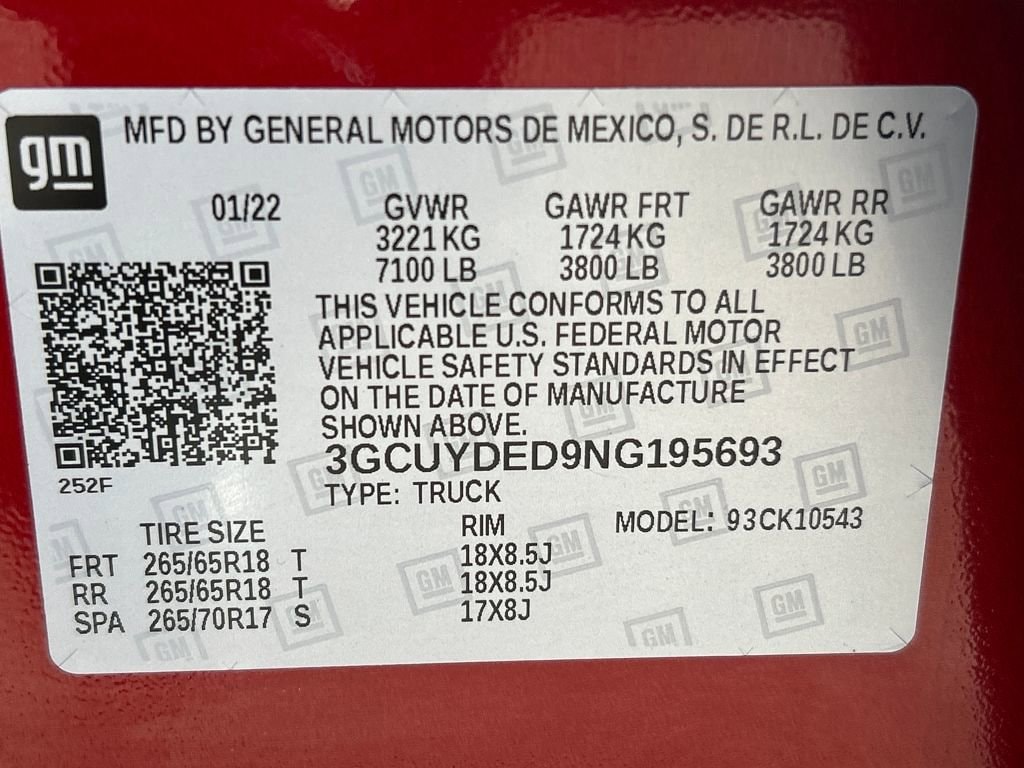 gm
MFD BY GENERAL MOTORS DE MEXICO, S. DE R.L. DE C.V.
01/22 GVWR GAWR FRT GAWR RR
3221 KG 1724 KG 1724 KG
7100 LB 3800 LB 3800 LB
THIS VEHICLE CONFORMS TO ALL
APPLICABLE U.S. FEDERAL MOTOR
VEHICLE SAFETY STANDARDS IN EFFECT
ON THE DATE OF MANUFACTURE
SHOWN ABOVE.
3GCUYDED9NG195693
252F
TYPE: TRUCK
TIRE SIZE RIM MODEL: 93CK10543
FRT 265/65R18 T 18X8.5J
RR 265/65R18 T 18X8.5J
SPA 265/70R17 S 17X8J